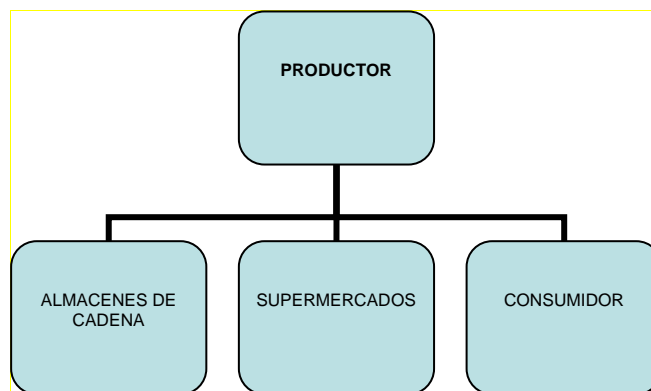 PRODUCTOR
ALMACENES DE
CADENA
SUPERMERCADOS
CONSUMIDOR